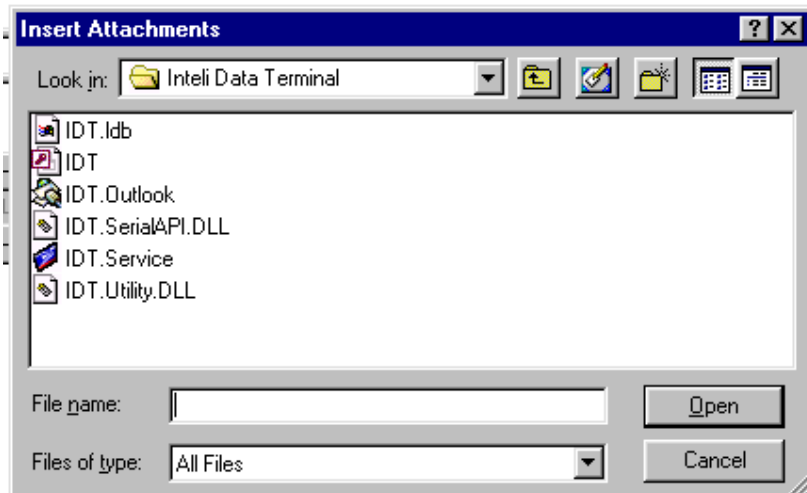 Insert Attachments
Look in: Inteli Data Terminal
IDT.ldb
IDT
IDT.Outlook
IDT.SerialAPI.DLL
IDT.Service
IDT.Utility.DLL
File name: Open
Files of type: All Files Cancel